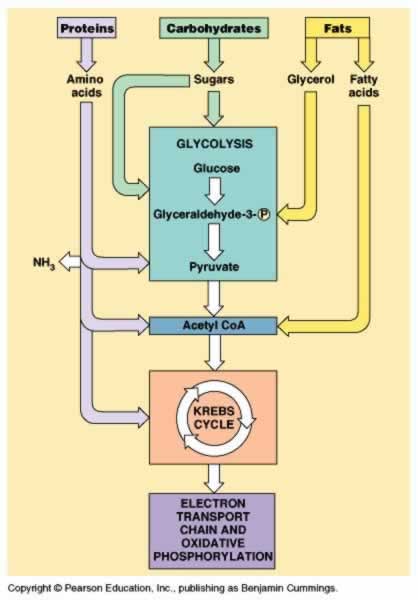 Proteins
Carbohydrates
Fats
Amino
acids
Sugars
Glycerol
Fatty
acids
GLYCOLYSIS
Glucose
Glyceraldehyde-3-P
NH3
Pyruvate
Acetyl CoA
KREBS
CYCLE
ELECTRON
TRANSPORT
CHAIN AND
OXIDATIVE
PHOSPHORYLATION
Copyright © Pearson Education, Inc., publishing as Benjamin Cummings.